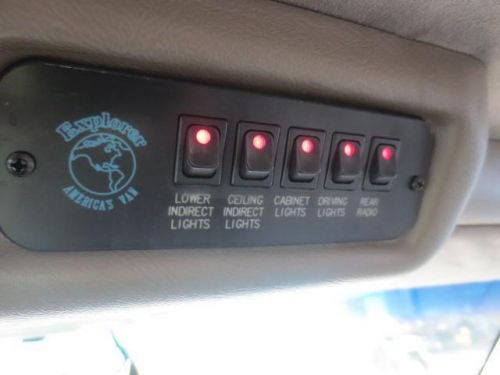 Explorer
AMERICA'S VAN
LOWER
INDIRECT
LIGHTS
CEILING
INDIRECT
LIGHTS
CABINET
LIGHTS
DRIVING
LIGHTS
REAR
RADIO